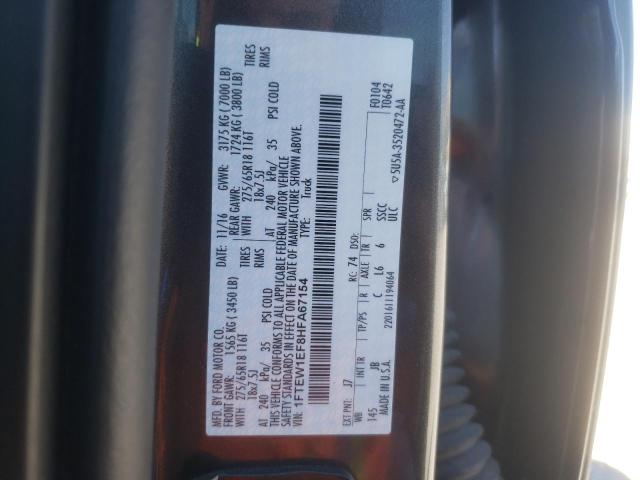 MFD. BY FORD MOTOR CO.
DATE: 11/16
GVWR: 3175 KG ( 7000 LB)
FRONT GAWR: 1565 KG ( 3450 LB)
REAR GAWR: 1724 KG ( 3800 LB)
WITH 275/65R18 116T TIRES
WITH 275/65R18 116T TIRES
18x7.5J RIMS
18x7.5J RIMS
AT 240 kPa/ 35 PSI COLD
AT 240 kPa/ 35 PSI COLD
THIS VEHICLE CONFORMS TO ALL APPLICABLE FEDERAL MOTOR VEHICLE
SAFETY STANDARDS IN EFFECT ON THE DATE OF MANUFACTURE SHOWN ABOVE.
VIN: 1FTEW1EF8HFA67154
TYPE: Truck
F0104
T0642
EXT PNT: J7 RC: 74 DSO:
WB INT TR TP/PS R AXLE TR SPR
145 JB C L6 6 SSCC
MADE IN U.S.A. 2201611194064 ULC
▽5U5A-3520472-AA